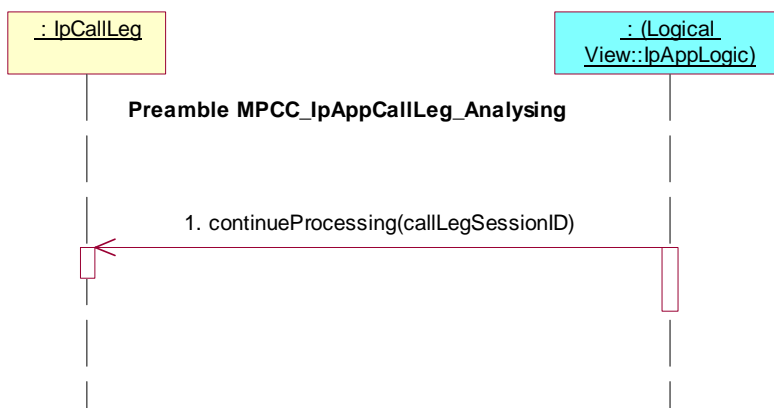 : IpCallLeg
: (Logical
View::IpAppLogic)
Preamble MPCC_IpAppCallLeg_Analysing
1. continueProcessing(callLegSessionID)